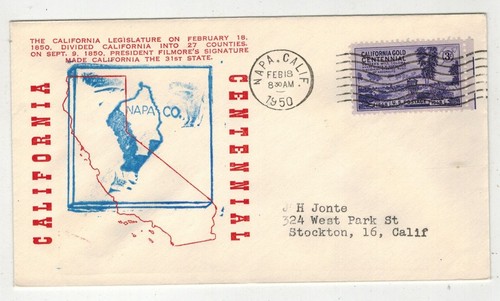 THE CALIFORNIA LEGISLATURE ON FEBRUARY 18,
1850, DIVIDED CALIFORNIA INTO 27 COUNTIES.
ON SEPT. 9, 1850, PRESIDENT FILMORE'S SIGNATURE
MADE CALIFORNIA THE 31ST STATE.
CALIFORNIA
CENTENNIAL
NAPA CO.
NAPA, CALIF.
FEB 18
8 30 AM
1950
CALIFORNIA GOLD
CENTENNIAL
3¢
J H Jonte
324 West Park St
Stockton, 16, Calif